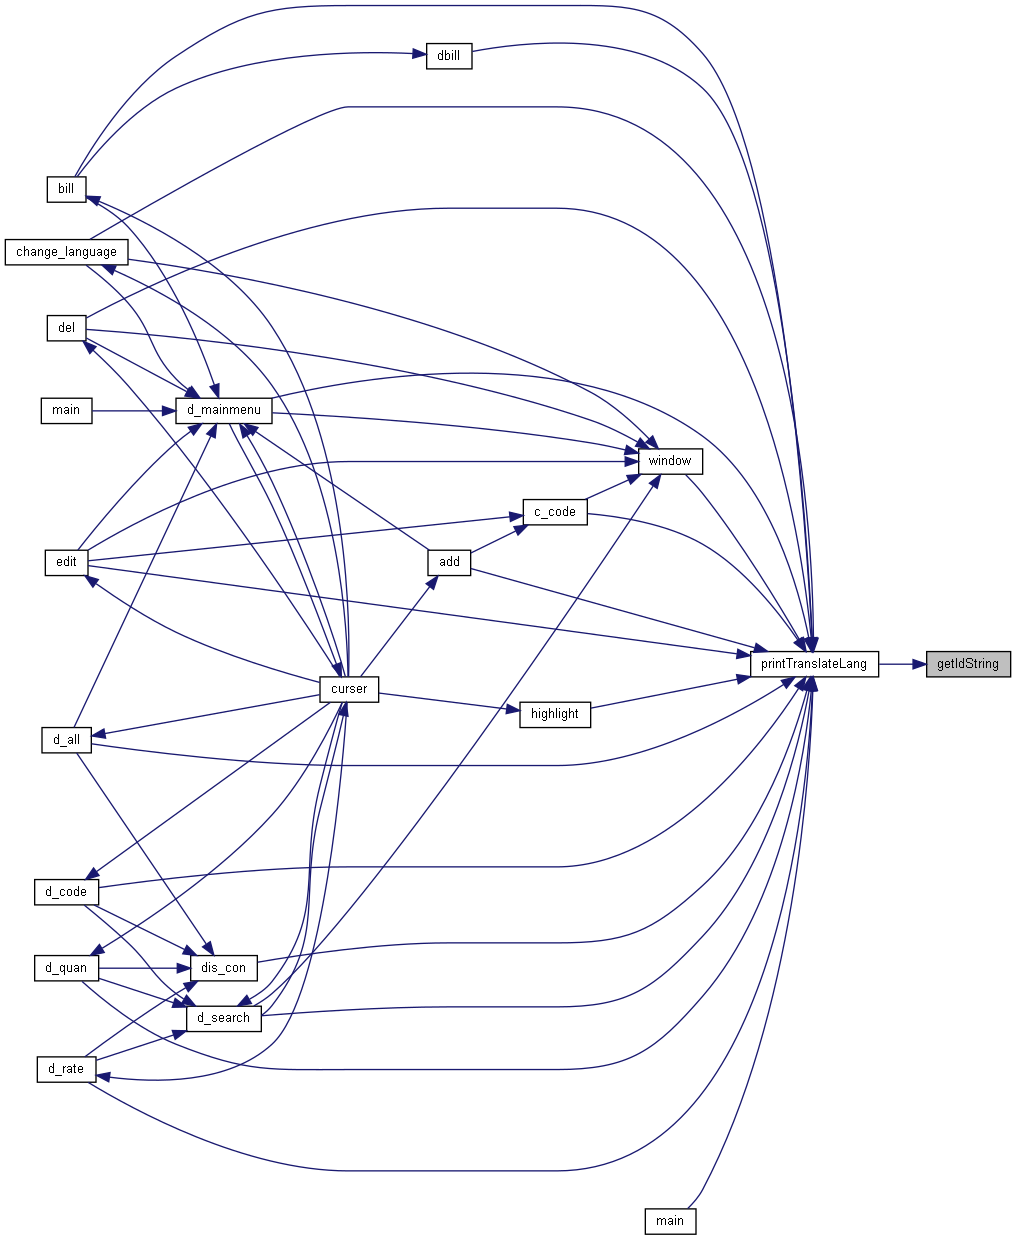 dbill
bill
change_language
del
main
d_mainmenu
window
c_code
edit
add
printTranslateLang
getIdString
curser
highlight
d_all
d_code
d_quan
dis_con
d_search
d_rate
main